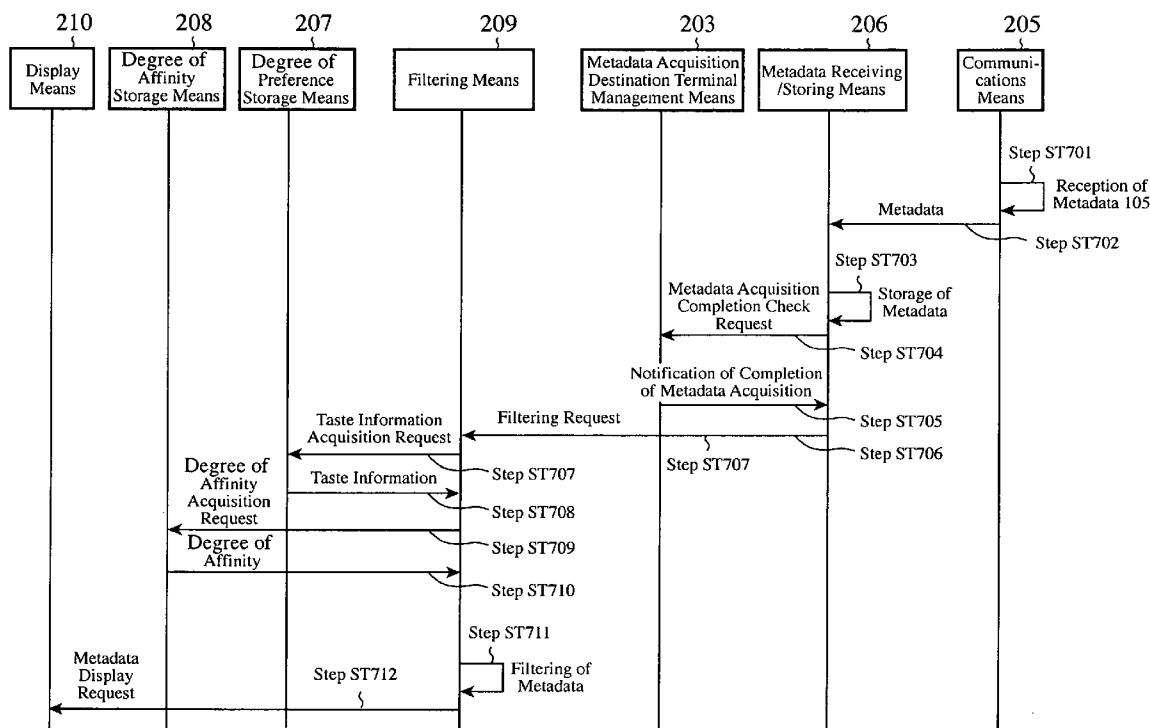 210
208
207
209
203
206
205
Display
Means
Degree of
Affinity
Storage Means
Degree of
Preference
Storage Means
Filtering Means
Metadata Acquisition
Destination Terminal
Management Means
Metadata Receiving
/Storing Means
Communi-
cations
Means
Step ST701
Reception of
Metadata 105
Metadata
Step ST702
Step ST703
Storage of
Metadata
Metadata Acquisition
Completion Check
Request
Step ST704
Notification of Completion
of Metadata Acquisition
Step ST705
Filtering Request
Step ST706
Step ST707
Taste Information
Acquisition Request
Step ST707
Taste Information
Step ST708
Degree of
Affinity
Acquisition
Request
Step ST709
Degree of
Affinity
Step ST710
Step ST711
Filtering of
Metadata
Metadata
Display
Request
Step ST712